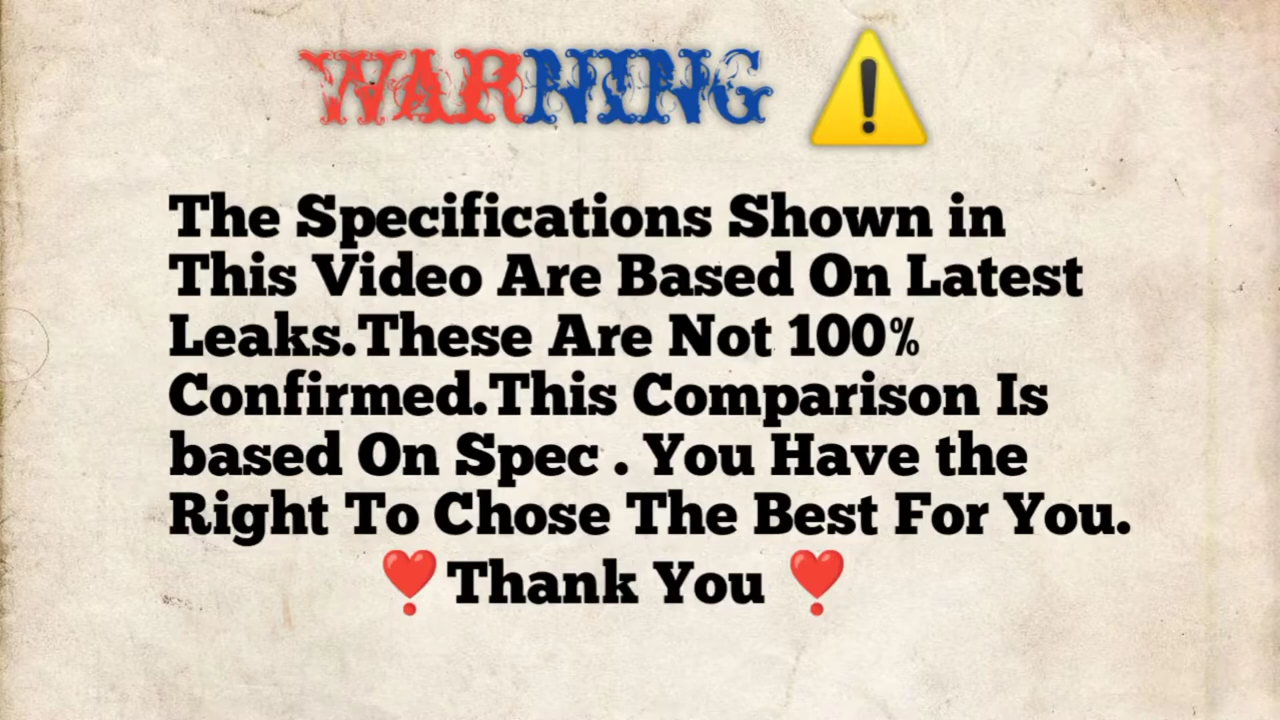 WARNING ⚠️
The Specifications Shown in
This Video Are Based On Latest
Leaks.These Are Not 100%
Confirmed.This Comparison Is
based On Spec . You Have the
Right To Chose The Best For You.
❣️Thank You ❣️